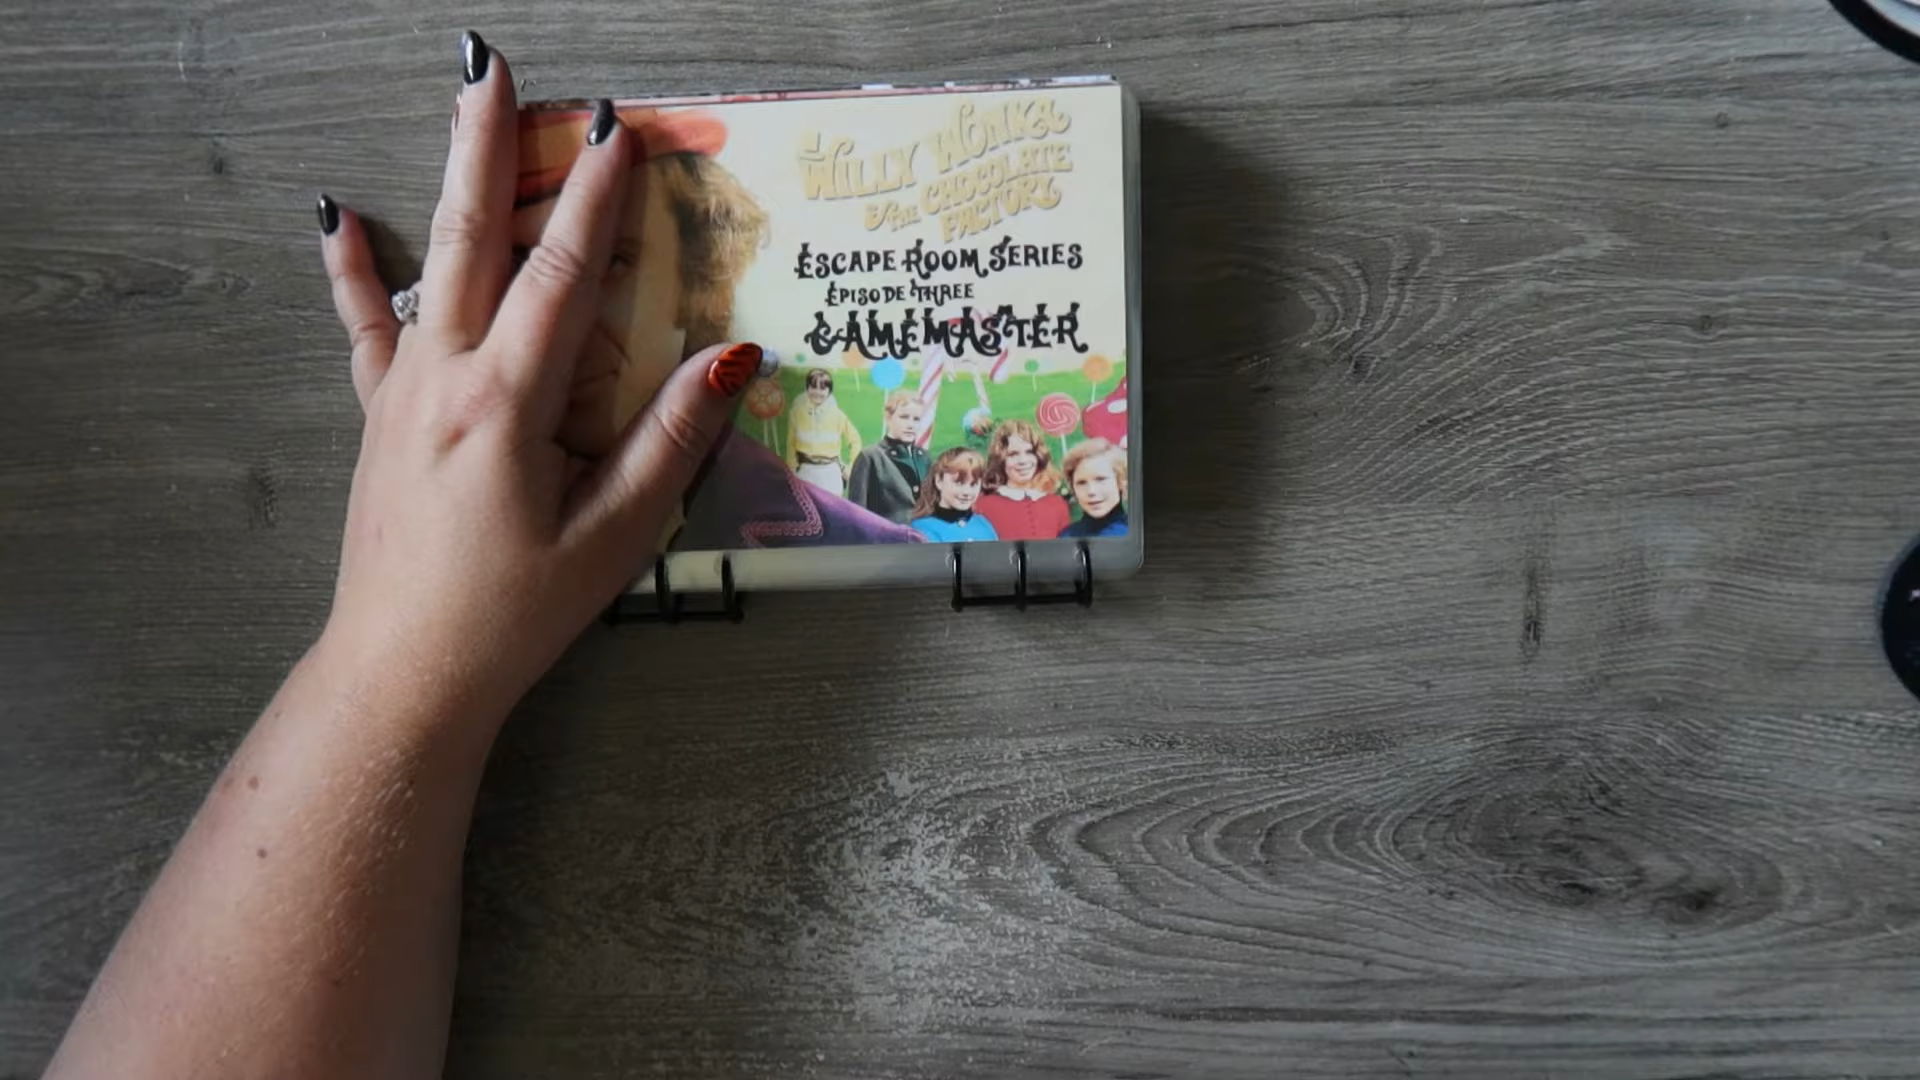 WILLY WONKA
& THE CHOCOLATE
FACTORY
ESCAPE ROOM SERIES
EPISODE THREE
GAMEMASTER